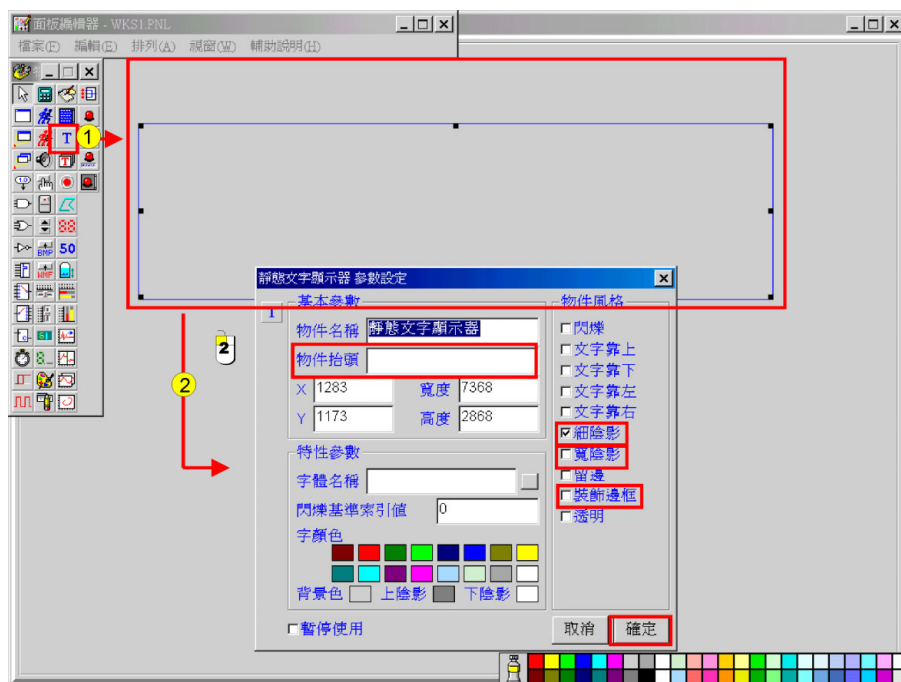 面板編輯器 - WKS1.PNL
檔案(F) 編輯(E) 排列(A) 視窗(W) 輔助說明(H)
T
1
T
1.0
88
BMP 50
WMF
靜態文字顯示器 參數設定
基本參數
T
物件名稱 靜態文字顯示器
物件抬頭
X 1283 寬度 7368
Y 1173 高度 2868
特性參數
字體名稱
閃爍基準索引值 0
字顏色
背景色 上陰影 下陰影
暫停使用
物件風格
閃爍
文字靠上
文字靠下
文字靠左
文字靠右
細陰影
寬陰影
留邊
裝飾邊框
透明
取消 確定
2
2